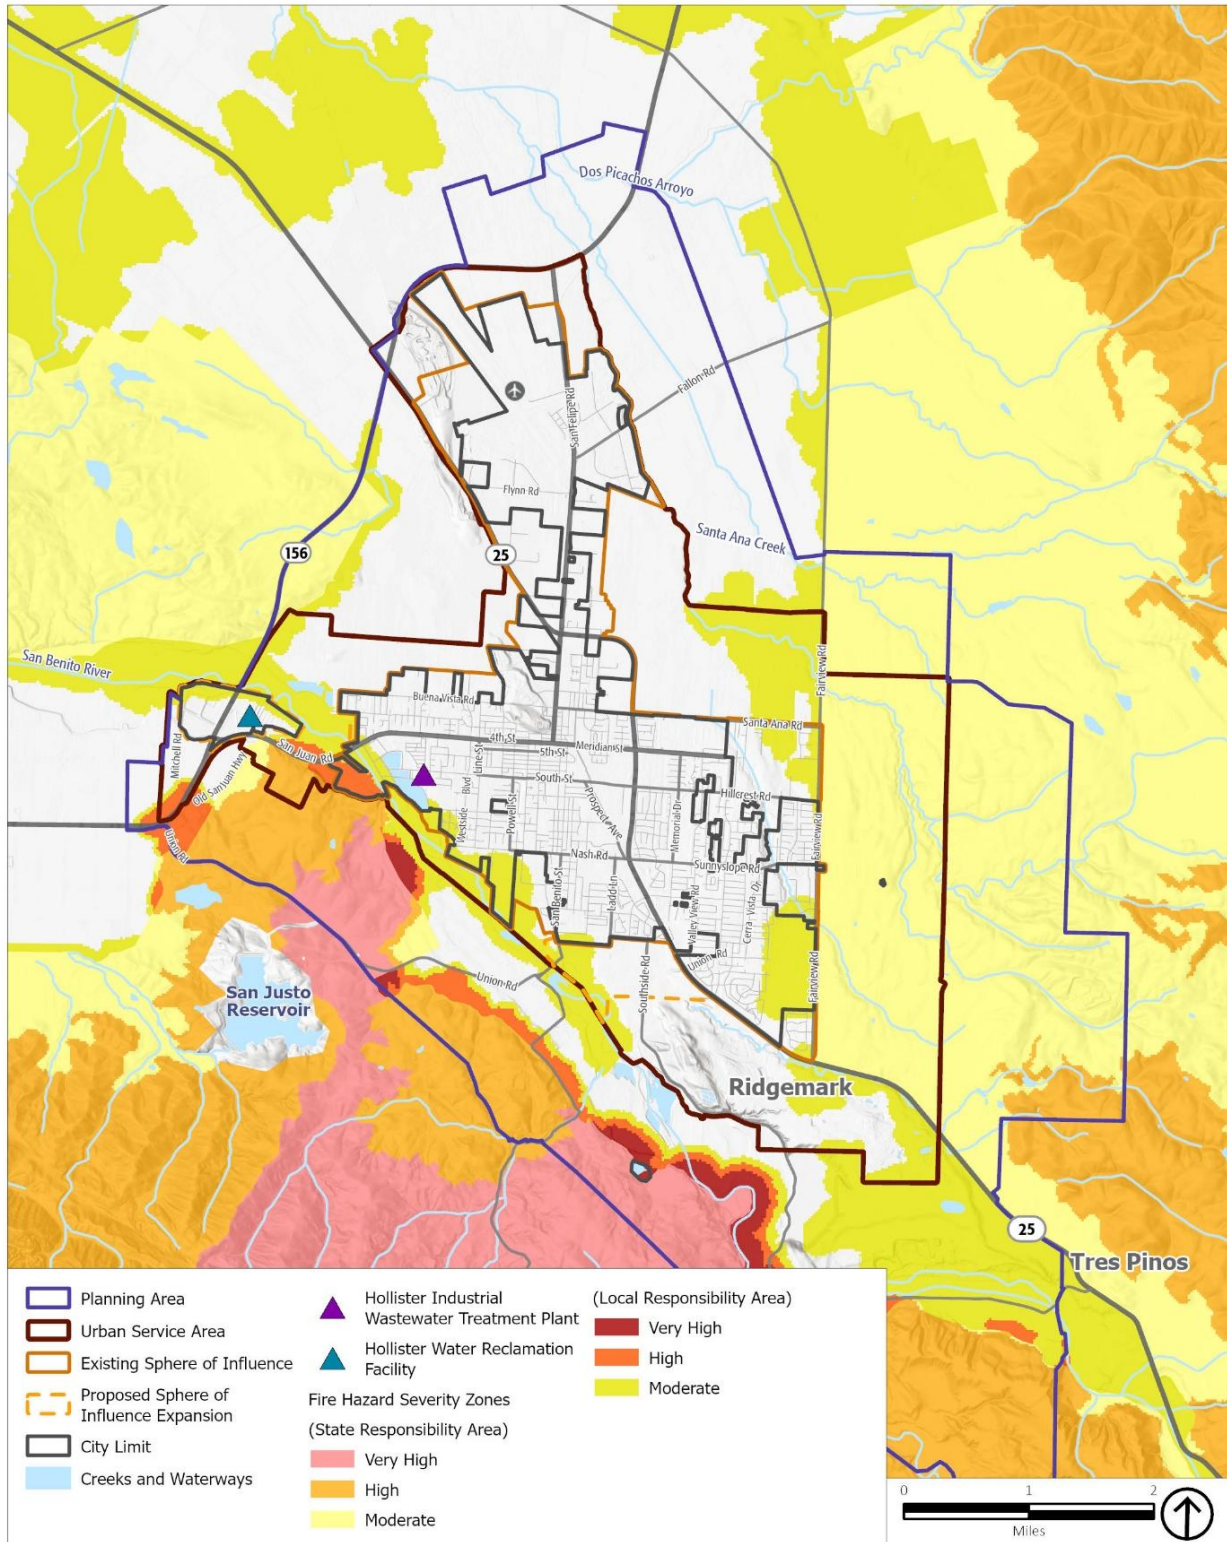 Dos Picachos Arroyo
Fallon Rd
San Felipe Rd
Flynn Rd
Santa Ana Creek
156
25
San Benito River
Fairview Rd
Buena Vista Rd
Santa Ana Rd
Mitchell Rd
San Juan Rd
Old San Juan Hwy
4th St
Meridian St
5th St
Line St
South St
Hillcrest Rd
Westside Blvd
Powell St
Prospect Ave
Memorial Dr
Fairview Rd
Union Rd
Nash Rd
Sunnyslope Rd
San Benito St
Ladd Ln
Valley View Rd
Cerra Vista Dr
Union Rd
Fairview Rd
Union Rd
Southside Rd
San Justo
Reservoir
Ridgemark
25
Tres Pinos
Planning Area
Urban Service Area
Existing Sphere of Influence
Proposed Sphere of
Influence Expansion
City Limit
Creeks and Waterways
Hollister Industrial
Wastewater Treatment Plant
Hollister Water Reclamation
Facility
Fire Hazard Severity Zones
(State Responsibility Area)
Very High
High
Moderate
(Local Responsibility Area)
Very High
High
Moderate
0 1 2
Miles